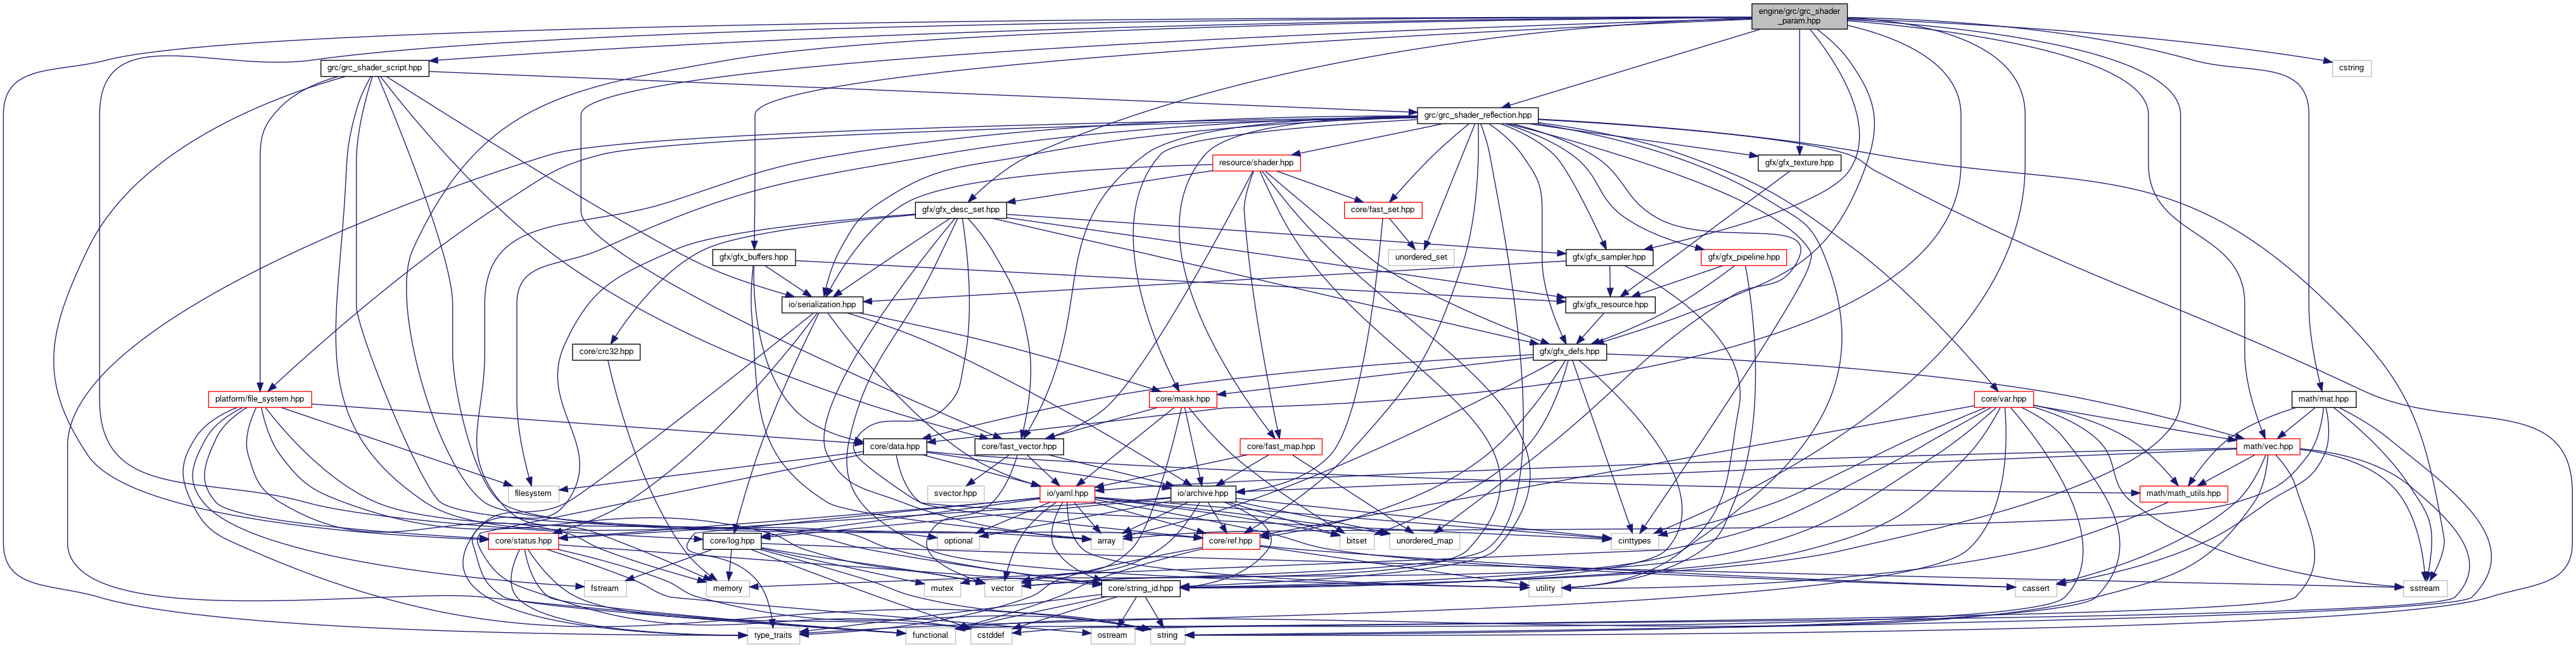 engine/grc/grc_shader
_param.hpp
grc/grc_shader_script.hpp
cstring
grc/grc_shader_reflection.hpp
resource/shader.hpp
gfx/gfx_texture.hpp
gfx/gfx_desc_set.hpp
core/fast_set.hpp
gfx/gfx_buffers.hpp
unordered_set
gfx/gfx_sampler.hpp
gfx/gfx_pipeline.hpp
io/serialization.hpp
gfx/gfx_resource.hpp
core/crc32.hpp
gfx/gfx_defs.hpp
platform/file_system.hpp
core/mask.hpp
core/var.hpp
math/mat.hpp
core/data.hpp
core/fast_vector.hpp
core/fast_map.hpp
math/vec.hpp
filesystem
svector.hpp
io/yaml.hpp
io/archive.hpp
math/math_utils.hpp
core/status.hpp
core/log.hpp
optional
array
core/ref.hpp
bitset
unordered_map
cinttypes
fstream
memory
mutex
vector
core/string_id.hpp
utility
cassert
sstream
type_traits
functional
cstddef
ostream
string